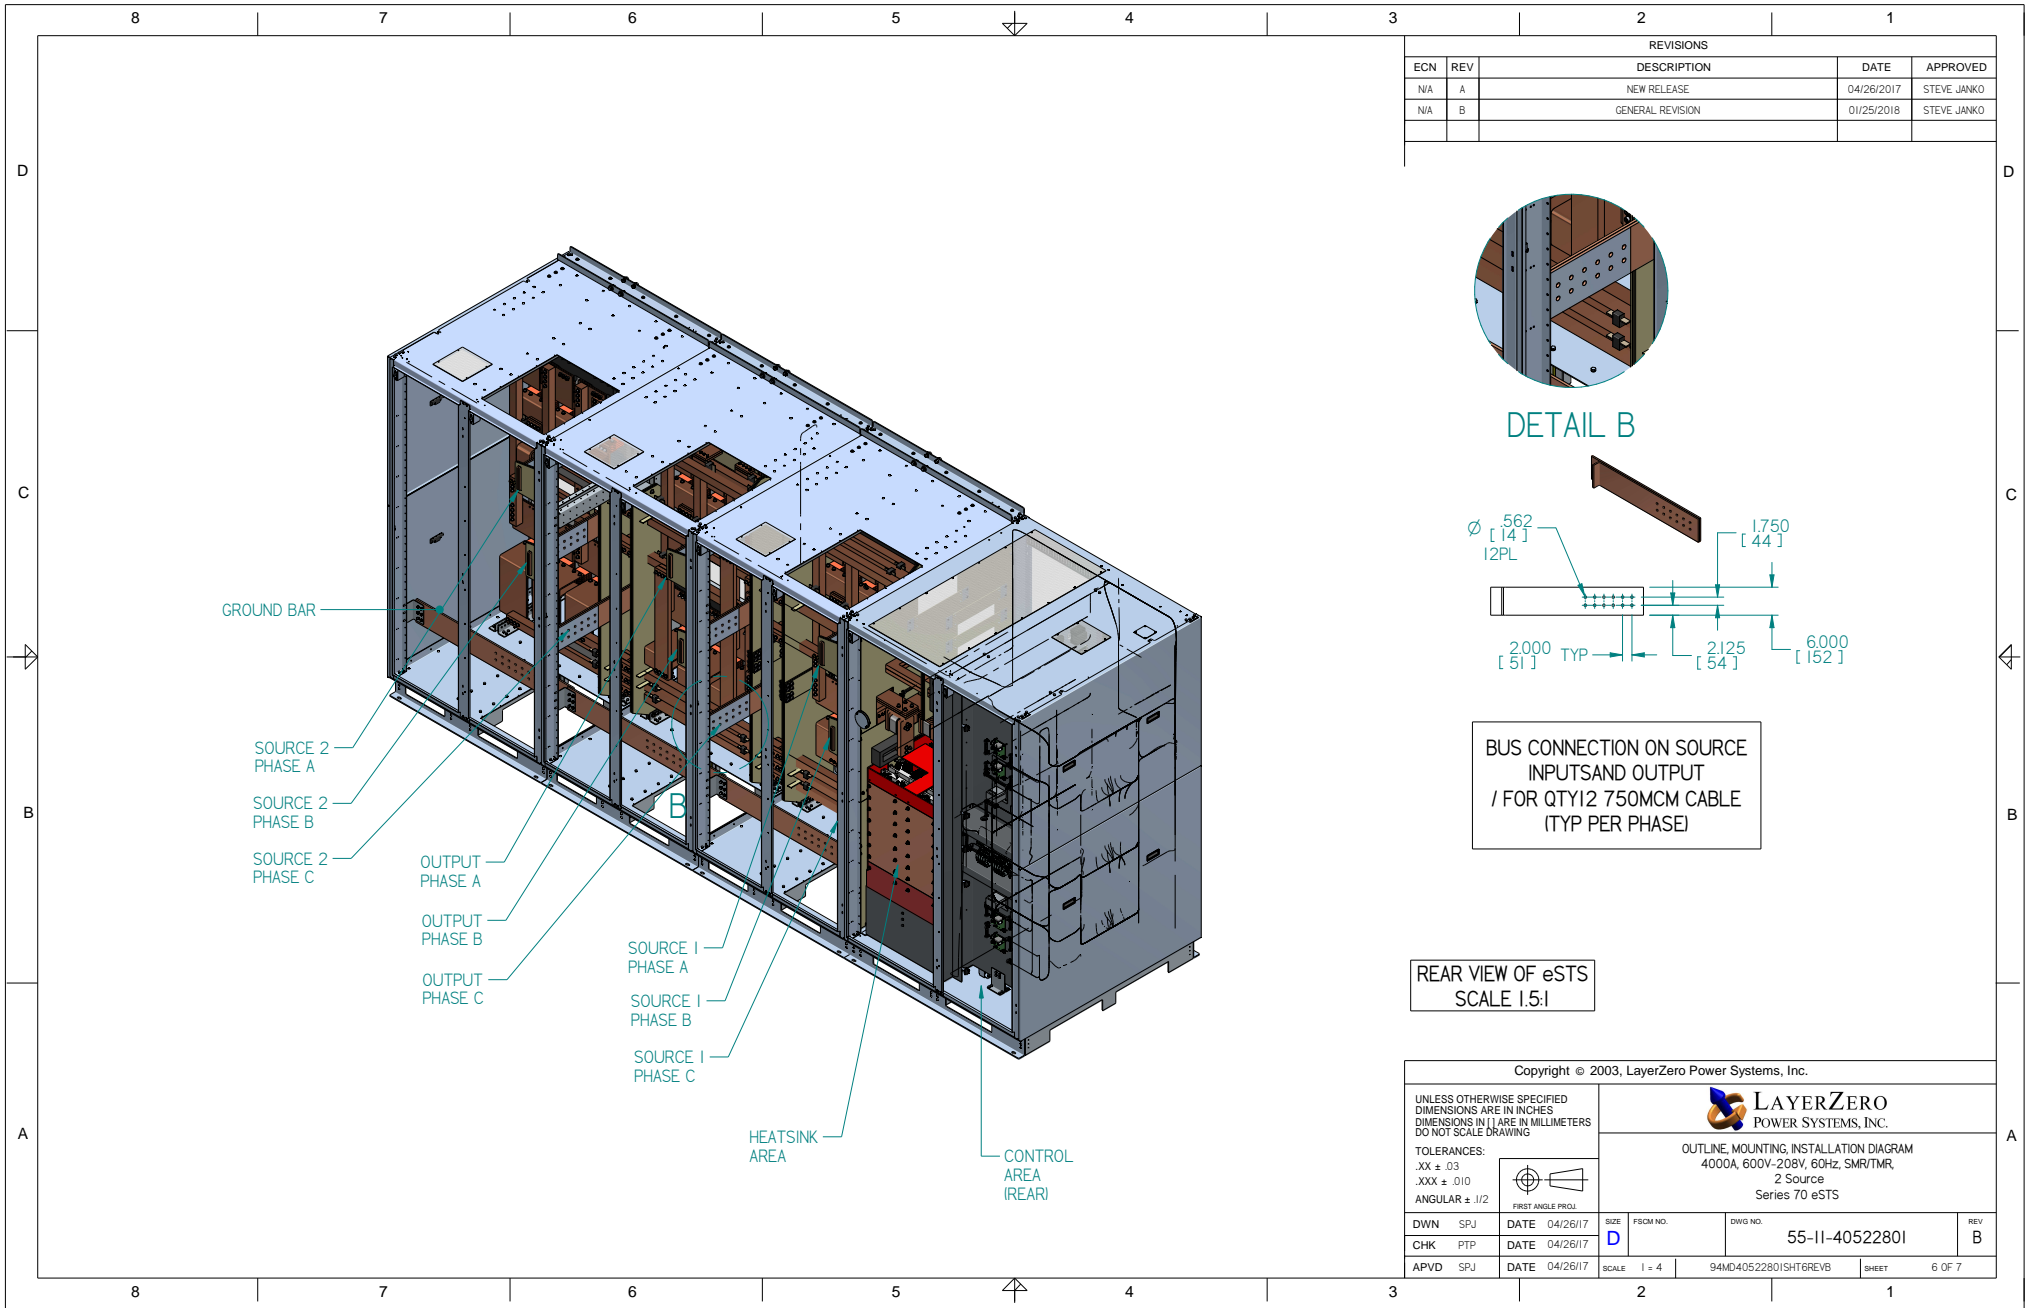 8 7 6 5 4 3 2 1
REVISIONS
ECN REV DESCRIPTION DATE APPROVED
N/A A NEW RELEASE 04/26/2017 STEVE JANKO
N/A B GENERAL REVISION 01/25/2018 STEVE JANKO
D D
C C
B B
A A
DETAIL B
Ø .562
[ 14 ]
12PL
1.750
[ 44 ]
2.000
[ 51 ]
TYP
2.125
[ 54 ]
6.000
[ 152 ]
GROUND BAR
SOURCE 2
PHASE A
SOURCE 2
PHASE B
SOURCE 2
PHASE C
OUTPUT
PHASE A
OUTPUT
PHASE B
OUTPUT
PHASE C
B
SOURCE 1
PHASE A
SOURCE 1
PHASE B
SOURCE 1
PHASE C
HEATSINK
AREA
CONTROL
AREA
(REAR)
BUS CONNECTION ON SOURCE
INPUTSAND OUTPUT
/ FOR QTY12 750MCM CABLE
(TYP PER PHASE)
REAR VIEW OF eSTS
SCALE 1.5:1
Copyright © 2003, LayerZero Power Systems, Inc.
UNLESS OTHERWISE SPECIFIED
DIMENSIONS ARE IN INCHES
DIMENSIONS IN [ ] ARE IN MILLIMETERS
DO NOT SCALE DRAWING
TOLERANCES:
.XX ± .03
.XXX ± .010
ANGULAR ± .1/2
FIRST ANGLE PROJ.
LAYERZERO
POWER SYSTEMS, INC.
OUTLINE, MOUNTING, INSTALLATION DIAGRAM
4000A, 600V-208V, 60Hz, SMR/TMR,
2 Source
Series 70 eSTS
DWN SPJ DATE 04/26/17
CHK PTP DATE 04/26/17
APVD SPJ DATE 04/26/17
SIZE D
FSCM NO.
DWG NO. 55-11-40522801
REV B
SCALE 1 = 4
94MD40522801SHT6REVB
SHEET 6 OF 7
8 7 6 5 4 3 2 1